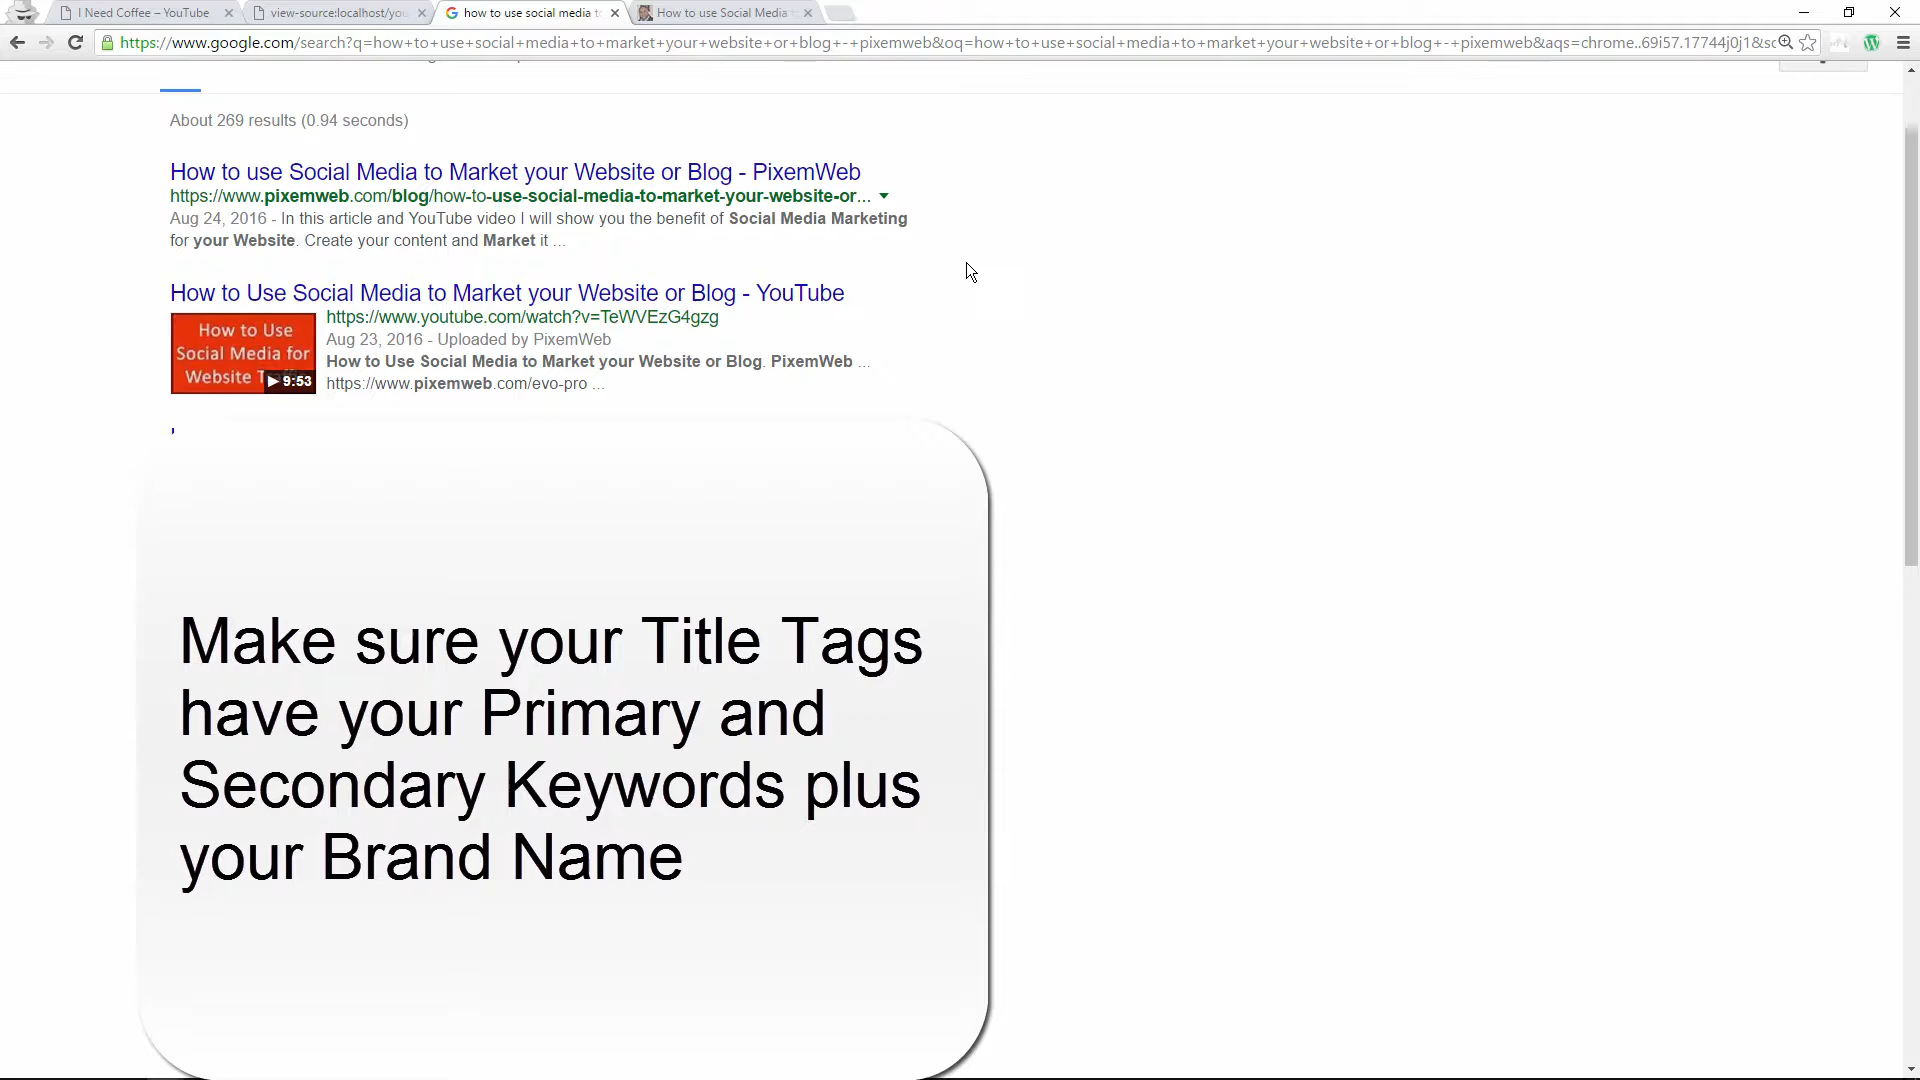 I Need Coffee – YouTube
view-source:localhost/you
how to use social media to
How to use Social Media
https://www.google.com/search?q=how+to+use+social+media+to+market+your+website+or+blog+-+pixemweb&oq=how+to+use+social+media+to+market+your+website+or+blog+-+pixemweb&aqs=chrome..69i57.17744j0j1&sc
About 269 results (0.94 seconds)
How to use Social Media to Market your Website or Blog - PixemWeb
https://www.pixemweb.com/blog/how-to-use-social-media-to-market-your-website-or...
Aug 24, 2016 - In this article and YouTube video I will show you the benefit of Social Media Marketing
for your Website. Create your content and Market it ...
How to Use Social Media to Market your Website or Blog - YouTube
How to Use
Social Media for
Website
9:53
https://www.youtube.com/watch?v=TeWVEzG4gzg
Aug 23, 2016 - Uploaded by PixemWeb
How to Use Social Media to Market your Website or Blog. PixemWeb ...
https://www.pixemweb.com/evo-pro ...
Make sure your Title Tags
have your Primary and
Secondary Keywords plus
your Brand Name